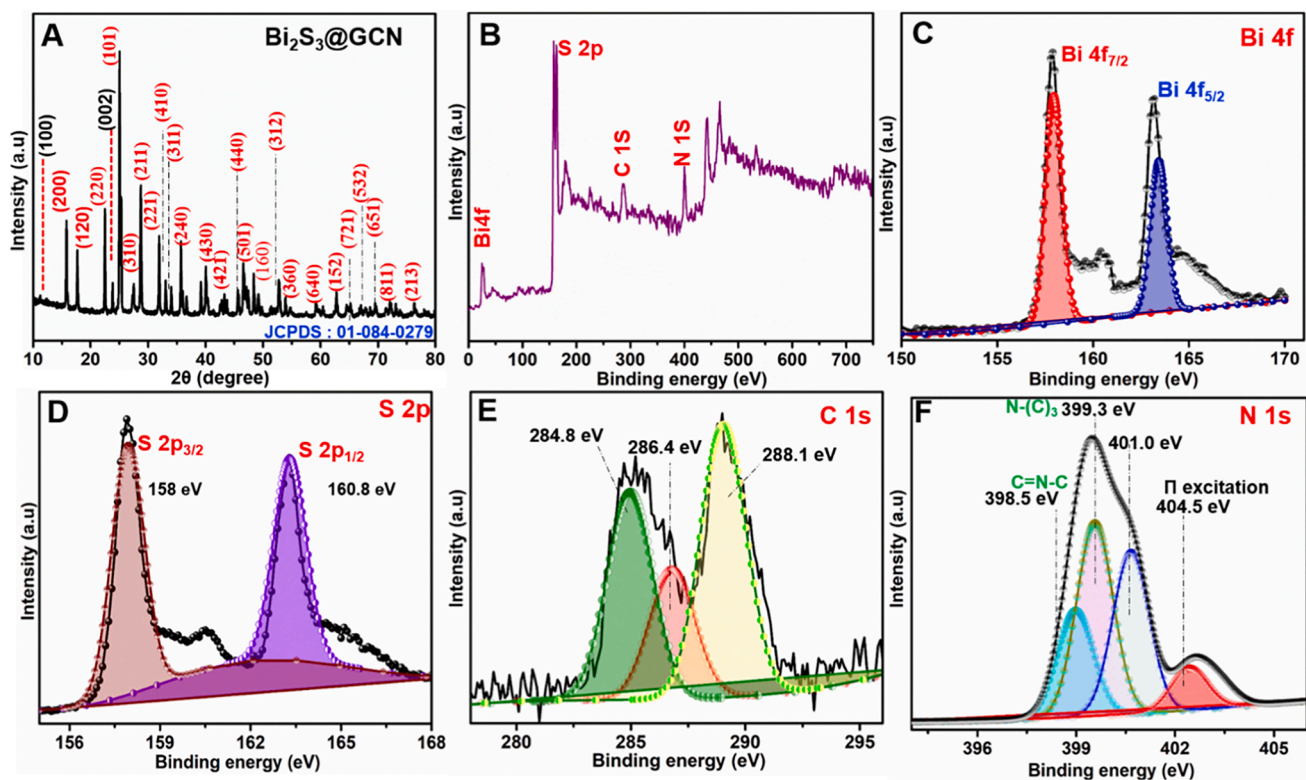 A
Bi₂S₃@GCN
Intensity (a.u)
(100)
(200)
(120)
(220)
(002)
(101)
(310)
(211)
(221)
(410)
(311)
(240)
(430)
(421)
(440)
(501)
(160)
(312)
(360)
(640)
(152)
(721)
(532)
(651)
(811)
(213)
JCPDS : 01-084-0279
10 20 30 40 50 60 70 80
2θ (degree)
B
S 2p
Bi4f
C 1S
N 1S
Intensity (a.u)
0 100 200 300 400 500 600 700
Binding energy (eV)
C
Bi 4f
Bi 4f₇/₂
Bi 4f₅/₂
Intensity (a.u)
150 155 160 165 170
Binding energy (eV)
D
S 2p
S 2p₃/₂
158 eV
S 2p₁/₂
160.8 eV
Intensity (a.u)
156 159 162 165 168
Binding energy (eV)
E
C 1s
284.8 eV
286.4 eV
288.1 eV
Intensity (a.u)
280 285 290 295
Binding energy (eV)
F
N 1s
N-(C)₃
399.3 eV
401.0 eV
C=N-C
398.5 eV
Π excitation
404.5 eV
Intensity (a.u)
396 399 402 405
Binding energy (eV)